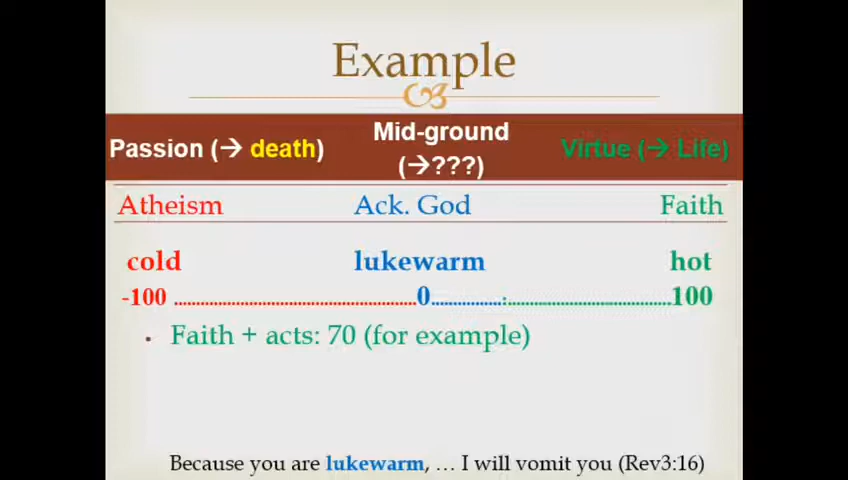 Example
Passion (→ death) Mid-ground (→???) Virtue (→ Life)
Atheism Ack. God Faith
cold lukewarm hot
-100 ........................................................0....................:..........................................100
• Faith + acts: 70 (for example)
Because you are lukewarm, … I will vomit you (Rev3:16)